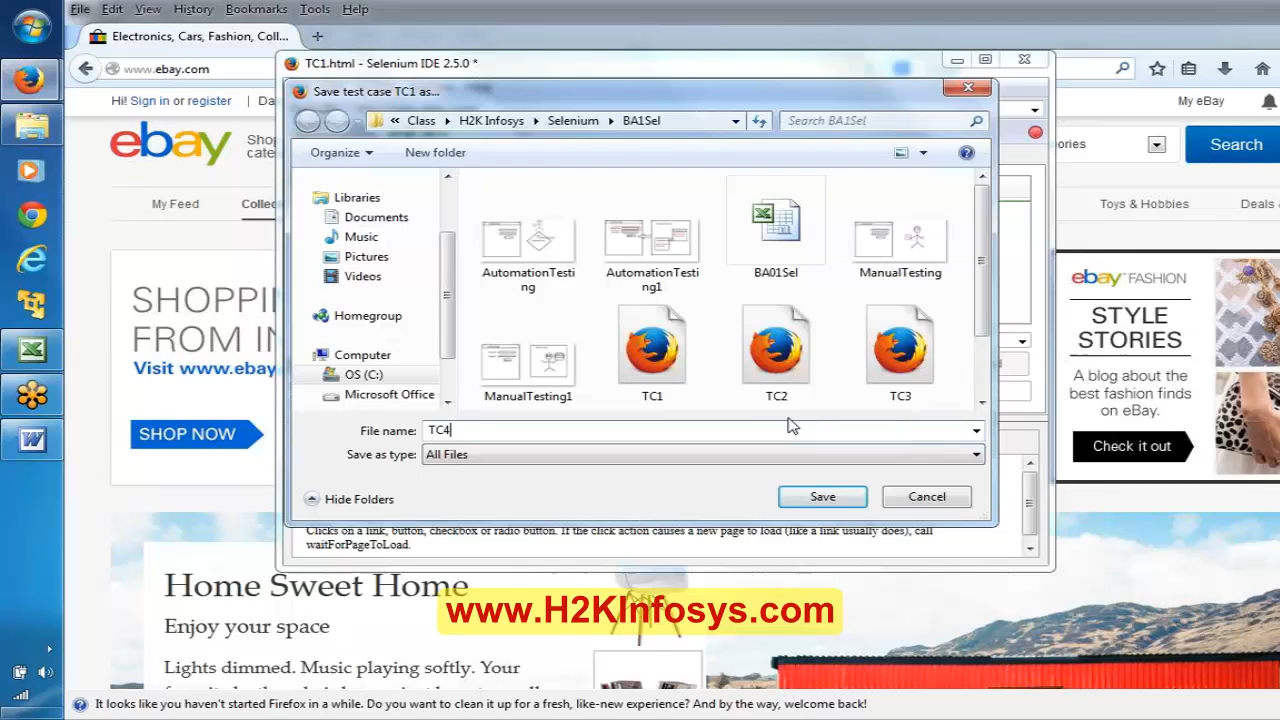 File Edit View History Bookmarks Tools Help
Electronics, Cars, Fashion, Coll...
www.ebay.com
TC1.html - Selenium IDE 2.5.0 *
Hi! Sign in or register
My eBay
ebay
Save test case TC1 as...
Class H2K Infosys Selenium BA1Sel
Search BA1Sel
Organize
New folder
Search
My Feed
Toys & Hobbies
Deals
Libraries
Documents
Music
Pictures
Videos
Homegroup
Computer
OS (C:)
Microsoft Office
AutomationTesti
ng
AutomationTesti
ng1
BA01Sel
ManualTesting
ManualTesting1
TC1
TC2
TC3
File name: TC4
Save as type: All Files
Hide Folders
Save
Cancel
SHOPPI
FROM IN
Visit www.ebay
SHOP NOW
ebay FASHION
STYLE
STORIES
A blog about the
best fashion finds
on eBay.
Check it out
Clicks on a link, button, checkbox or radio button. If the click action causes a new page to load (like a link usually does), call
waitForPageToLoad.
Home Sweet Home
Enjoy your space
Lights dimmed. Music playing softly. Your
www.H2KInfosys.com
It looks like you haven't started Firefox in a while. Do you want to clean it up for a fresh, like-new experience? And by the way, welcome back!